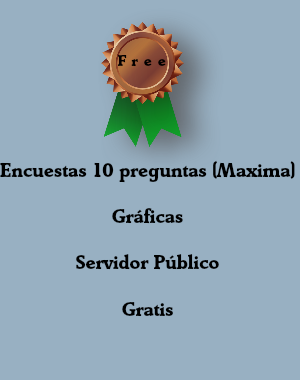 Free
Encuestas 10 preguntas (Maxima)
Gráficas
Servidor Público
Gratis